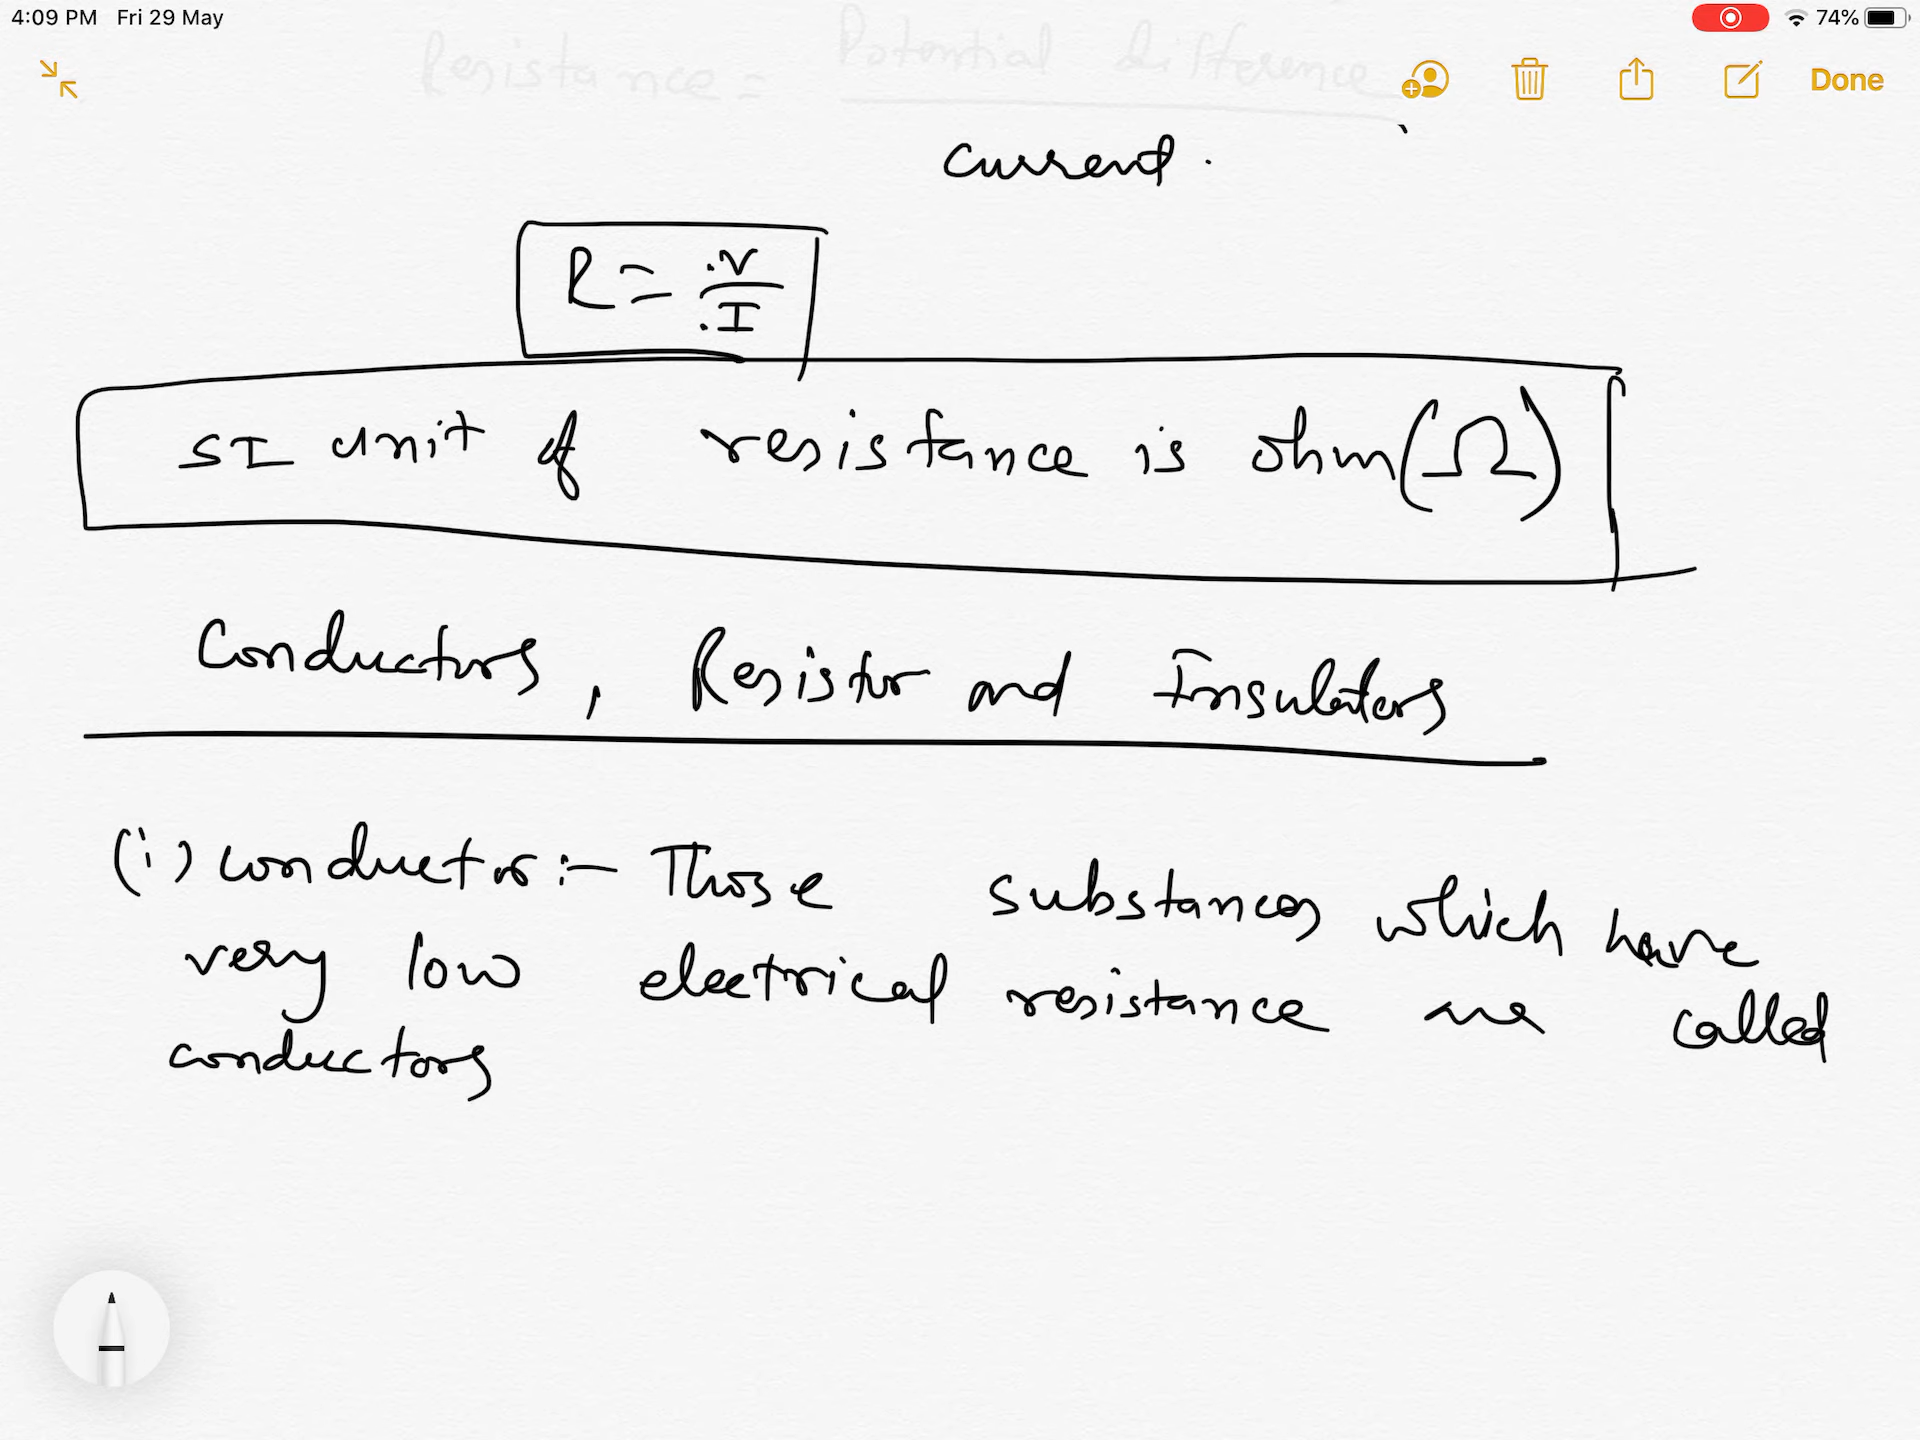 4:09 PM Fri 29 May
74%
Resistance = Potential difference
Done
current.
R = V
I
SI unit of resistance is ohm (Ω)
Conductors, Resistor and Insulators
(i) conductor :- Those substances which have
very low electrical resistance are called
conductors